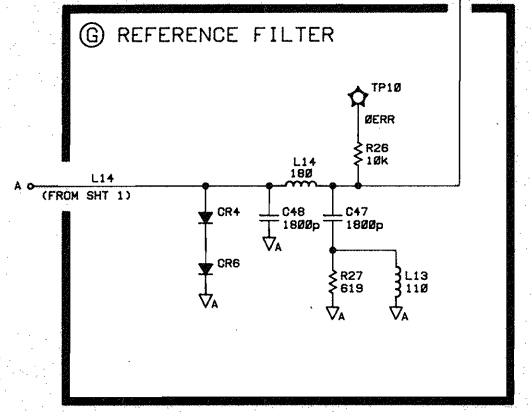 G REFERENCE FILTER
TP10
ØERR
R26
10k
L14
180
A
L14
(FROM SHT 1)
CR4
C48
1800p
A
C47
1800p
CR6
A
R27
619
A
L13
110
A